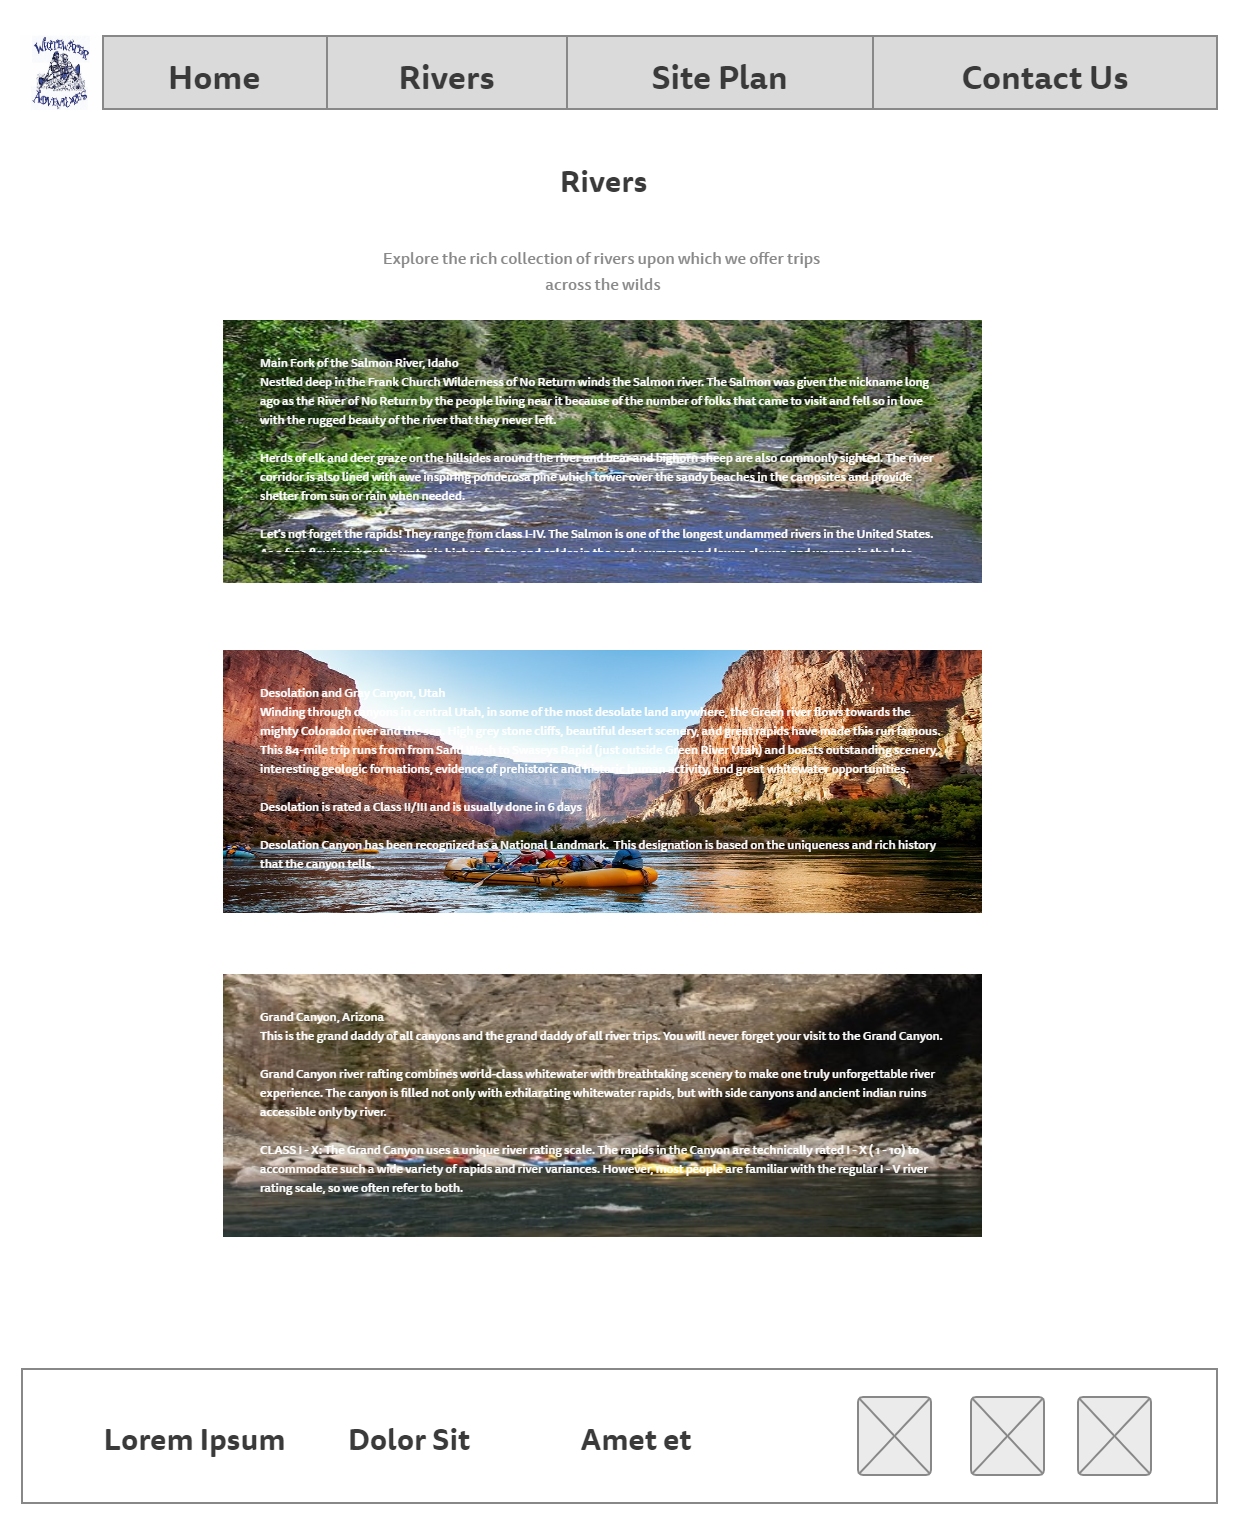 WHITEWATER
ADVENTURES
Home
Rivers
Site Plan
Contact Us
Rivers
Explore the rich collection of rivers upon which we offer trips
across the wilds
Main Fork of the Salmon River, Idaho
Nestled deep in the Frank Church Wilderness of No Return winds the Salmon river. The Salmon was given the nickname long
ago as the River of No Return by the people living near it because of the number of folks that came to visit and fell so in love
with the rugged beauty of the river that they never left.
Herds of elk and deer graze on the hillsides around the river and bear and bighorn sheep are also commonly sighted. The river
corridor is also lined with awe inspiring ponderosa pine which tower over the sandy beaches in the campsites and provide
shelter from sun or rain when needed.
Let's not forget the rapids! They range from class I-IV. The Salmon is one of the longest undammed rivers in the United States.
Desolation and Gray Canyon, Utah
Winding through canyons in central Utah, in some of the most desolate land anywhere, the Green river flows towards the
mighty Colorado river and the sea. High grey stone cliffs, beautiful desert scenery, and great rapids have made this run famous.
This 84-mile trip runs from from Sand Rapid (just outside Green River Utah) and boasts outstanding scenery,
interesting geologic formations, evidence of prehistoric and activity, and great whitewater opportunities.
Desolation is rated a Class II/III and is usually done in 6 days
Desolation Canyon has been recognized as a National Landmark.  This designation is based on the uniqueness and rich history
that the canyon tells.
Grand Canyon, Arizona
This is the grand daddy of all canyons and the grand daddy of all river trips. You will never forget your visit to the Grand Canyon.
Grand Canyon river rafting combines world-class whitewater with breathtaking scenery to make one truly unforgettable river
experience. The canyon is filled not only with exhilarating whitewater rapids, but with side canyons and ancient indian ruins
accessible only by river.
CLASS I - X: The Grand Canyon uses a unique river rating scale. The rapids in the Canyon are technically rated I - X ( 1 - 10) to
accommodate such a wide variety of rapids and river variances. However, most people are familiar with the regular I - V river
rating scale, so we often refer to both.
Lorem Ipsum
Dolor Sit
Amet et